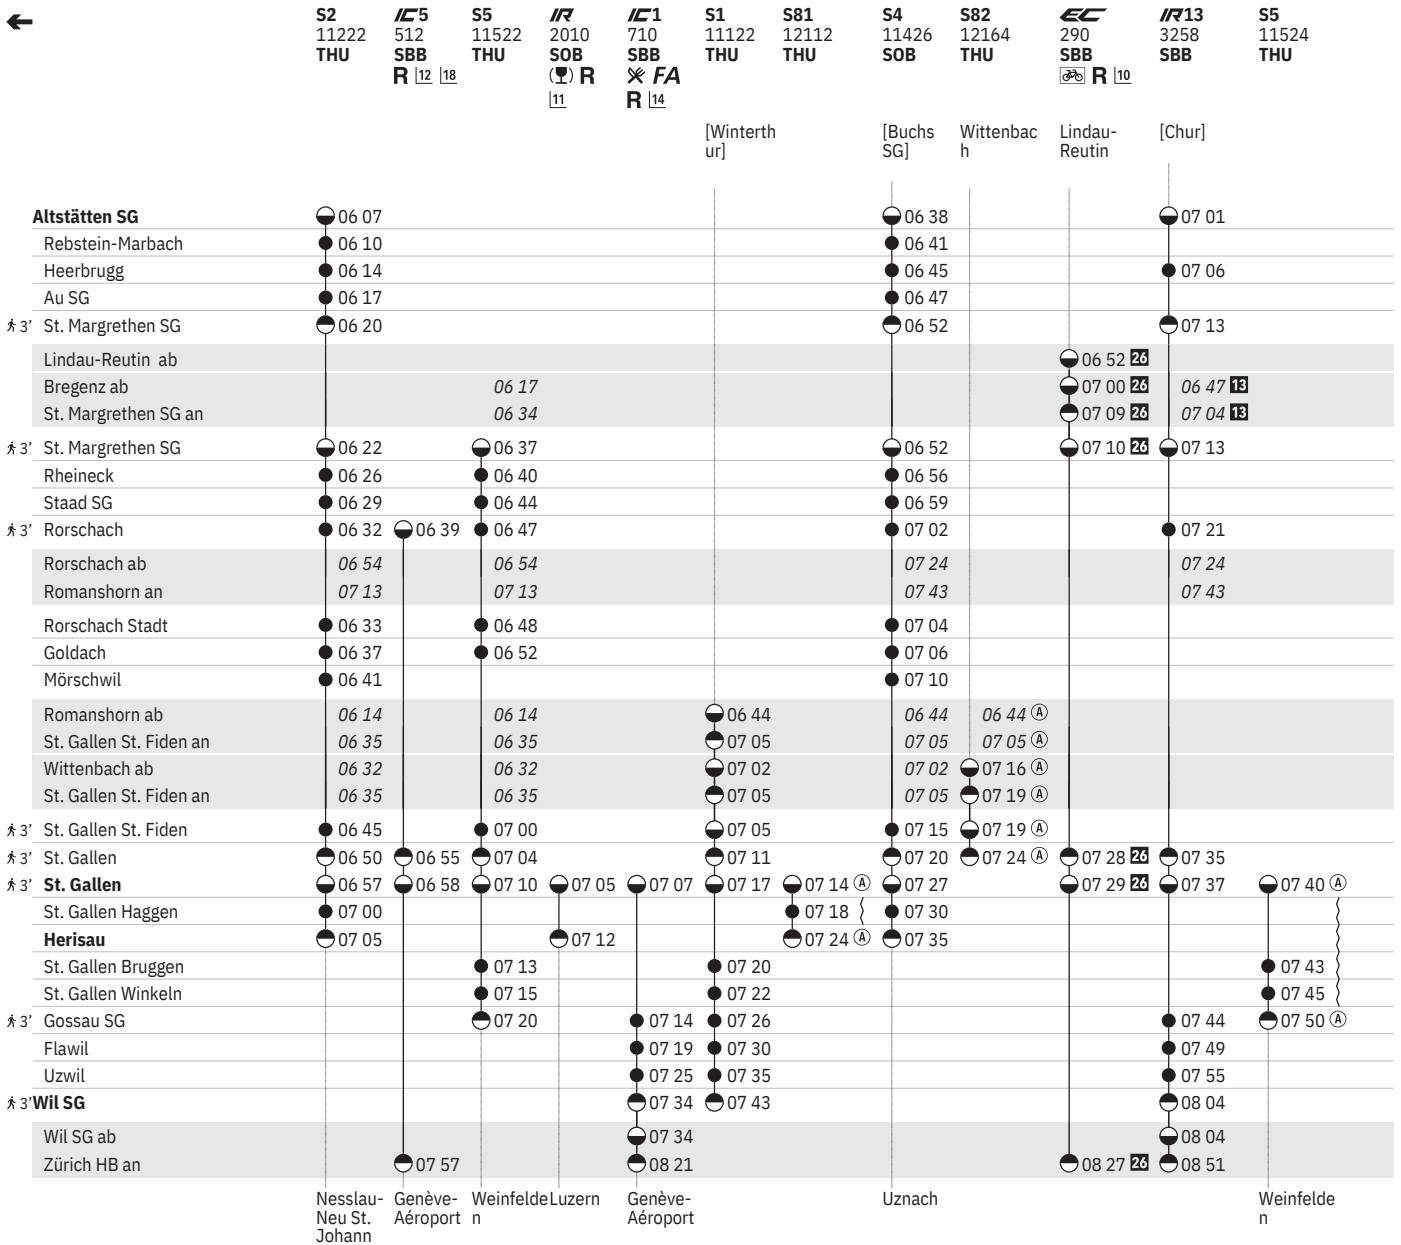 S2 IC5 S5 IR IC1 S1 S81 S4 S82 EC IR13 S5
11222 512 11522 2010 710 11122 12112 11426 12164 290 3258 11524
THU SBB THU SOB SBB THU THU SOB THU SBB SBB THU
R 12 18 R FA R 10
11 R 14
[Winterth [Buchs Wittenbac Lindau- [Chur]
ur] SG] h Reutin
Altstätten SG 06 07 06 38 07 01
Rebstein-Marbach 06 10 06 41
Heerbrugg 06 14 06 45 07 06
Au SG 06 17 06 47
3' St. Margrethen SG 06 20 06 52 07 13
Lindau-Reutin ab 06 52 26
Bregenz ab 06 17 07 00 26 06 47 13
St. Margrethen SG an 06 34 07 09 26 07 04 13
3' St. Margrethen SG 06 22 06 37 06 52 07 10 26 07 13
Rheineck 06 26 06 40 06 56
Staad SG 06 29 06 44 06 59
3' Rorschach 06 32 06 39 06 47 07 02 07 21
Rorschach ab 06 54 06 54 07 24 07 24
Romanshorn an 07 13 07 13 07 43 07 43
Rorschach Stadt 06 33 06 48 07 04
Goldach 06 37 06 52 07 06
Mörschwil 06 41 07 10
Romanshorn ab 06 14 06 14 06 44 06 44 06 44 A
St. Gallen St. Fiden an 06 35 06 35 07 05 07 05 07 05 A
Wittenbach ab 06 32 06 32 07 02 07 02 07 16 A
St. Gallen St. Fiden an 06 35 06 35 07 05 07 05 07 19 A
3' St. Gallen St. Fiden 06 45 07 00 07 05 07 15 07 19 A
3' St. Gallen 06 50 06 55 07 04 07 11 07 20 07 24 A 07 28 26 07 35
3' St. Gallen 06 57 06 58 07 10 07 05 07 07 07 17 07 14 A 07 27 07 29 26 07 37 07 40 A
St. Gallen Haggen 07 00 07 18 07 30
Herisau 07 05 07 12 07 24 A 07 35
St. Gallen Bruggen 07 13 07 20 07 43
St. Gallen Winkeln 07 15 07 22 07 45
3' Gossau SG 07 20 07 14 07 26 07 44 07 50 A
Flawil 07 19 07 30 07 49
Uzwil 07 25 07 35 07 55
3' Wil SG 07 34 07 43 08 04
Wil SG ab 07 34 08 04
Zürich HB an 07 57 08 21 08 27 26 08 51
Nesslau- Genève- Weinfelde Luzern Genève- Uznach Weinfelde
Neu St. Aéroport n Aéroport n
Johann